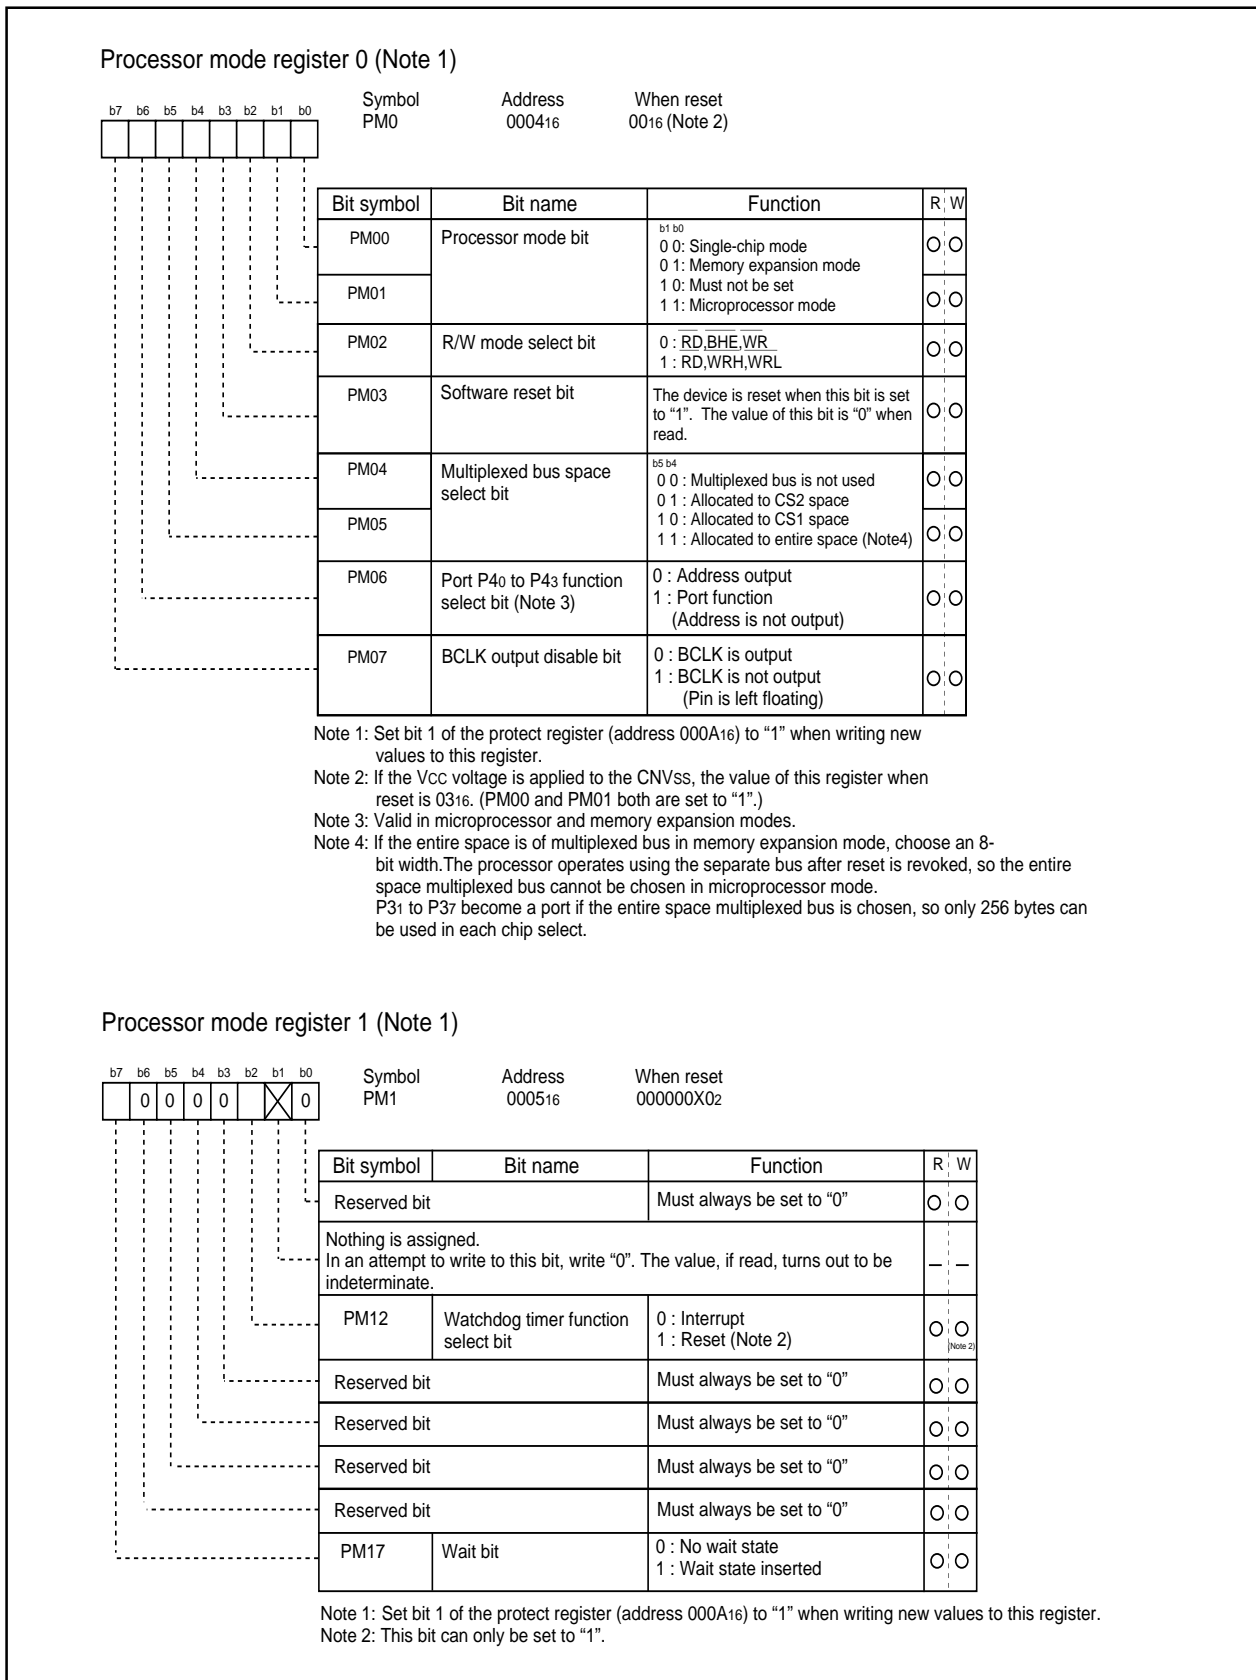 Processor mode register 0 (Note 1)
Symbol Address When reset
PM0 000416 0016 (Note 2)
b7 b6 b5 b4 b3 b2 b1 b0
Bit symbol Bit name Function R W
PM00 Processor mode bit b1 b0
0 0: Single-chip mode
0 1: Memory expansion mode
PM01 1 0: Must not be set
1 1: Microprocessor mode
PM02 R/W mode select bit 0 : RD,BHE,WR
1 : RD,WRH,WRL
PM03 Software reset bit The device is reset when this bit is set
to “1”. The value of this bit is “0” when
read.
PM04 Multiplexed bus space
select bit b5 b4
0 0 : Multiplexed bus is not used
0 1 : Allocated to CS2 space
PM05 1 0 : Allocated to CS1 space
1 1 : Allocated to entire space (Note4)
PM06 Port P40 to P43 function
select bit (Note 3) 0 : Address output
1 : Port function
(Address is not output)
PM07 BCLK output disable bit 0 : BCLK is output
1 : BCLK is not output
(Pin is left floating)
Note 1: Set bit 1 of the protect register (address 000A16) to “1” when writing new
values to this register.
Note 2: If the VCC voltage is applied to the CNVSS, the value of this register when
reset is 0316. (PM00 and PM01 both are set to “1”.)
Note 3: Valid in microprocessor and memory expansion modes.
Note 4: If the entire space is of multiplexed bus in memory expansion mode, choose an 8-
bit width.The processor operates using the separate bus after reset is revoked, so the entire
space multiplexed bus cannot be chosen in microprocessor mode.
P31 to P37 become a port if the entire space multiplexed bus is chosen, so only 256 bytes can
be used in each chip select.
Processor mode register 1 (Note 1)
b7 b6 b5 b4 b3 b2 b1 b0
0 0 0 0 0
Symbol Address When reset
PM1 000516 000000X02
Bit symbol Bit name Function R W
Reserved bit Must always be set to “0”
Nothing is assigned.
In an attempt to write to this bit, write “0”. The value, if read, turns out to be
indeterminate. – –
PM12 Watchdog timer function
select bit 0 : Interrupt
1 : Reset (Note 2)
(Note 2)
Reserved bit Must always be set to “0”
Reserved bit Must always be set to “0”
Reserved bit Must always be set to “0”
Reserved bit Must always be set to “0”
PM17 Wait bit 0 : No wait state
1 : Wait state inserted
Note 1: Set bit 1 of the protect register (address 000A16) to “1” when writing new values to this register.
Note 2: This bit can only be set to “1”.